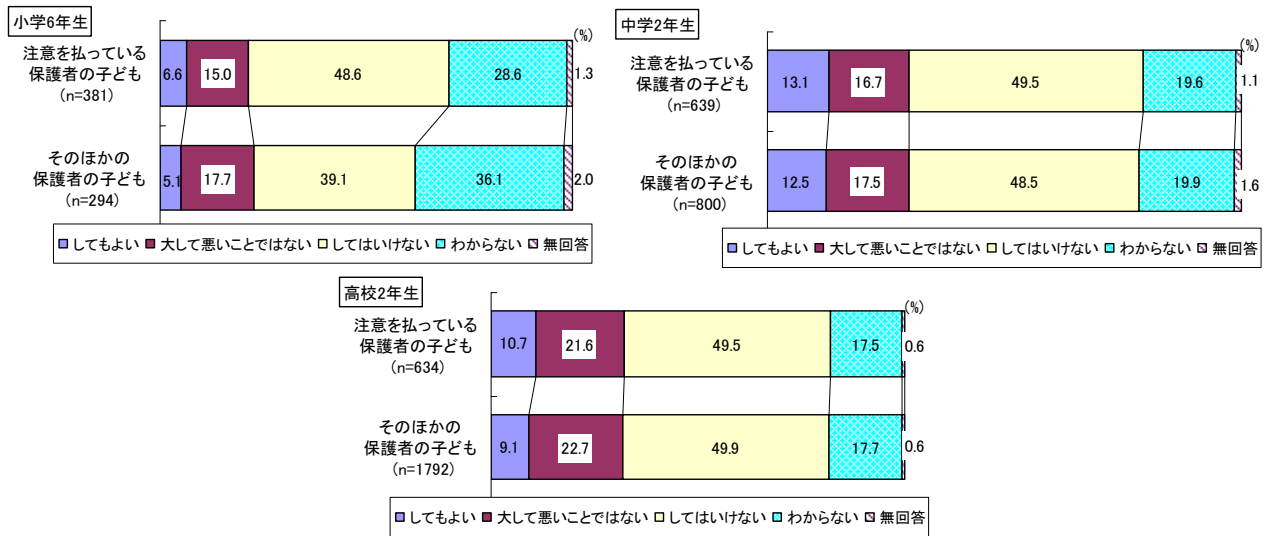 小学6年生
(%)
注意を払っている
保護者の子ども
(n=381)
6.6 15.0 48.6 28.6 1.3
そのほかの
保護者の子ども
(n=294)
5.1 17.7 39.1 36.1 2.0
してもよい 大して悪いことではない してはいけない わからない 無回答
中学2年生
(%)
注意を払っている
保護者の子ども
(n=639)
13.1 16.7 49.5 19.6 1.1
そのほかの
保護者の子ども
(n=800)
12.5 17.5 48.5 19.9 1.6
してもよい 大して悪いことではない してはいけない わからない 無回答
高校2年生
(%)
注意を払っている
保護者の子ども
(n=634)
10.7 21.6 49.5 17.5 0.6
そのほかの
保護者の子ども
(n=1792)
9.1 22.7 49.9 17.7 0.6
してもよい 大して悪いことではない してはいけない わからない 無回答